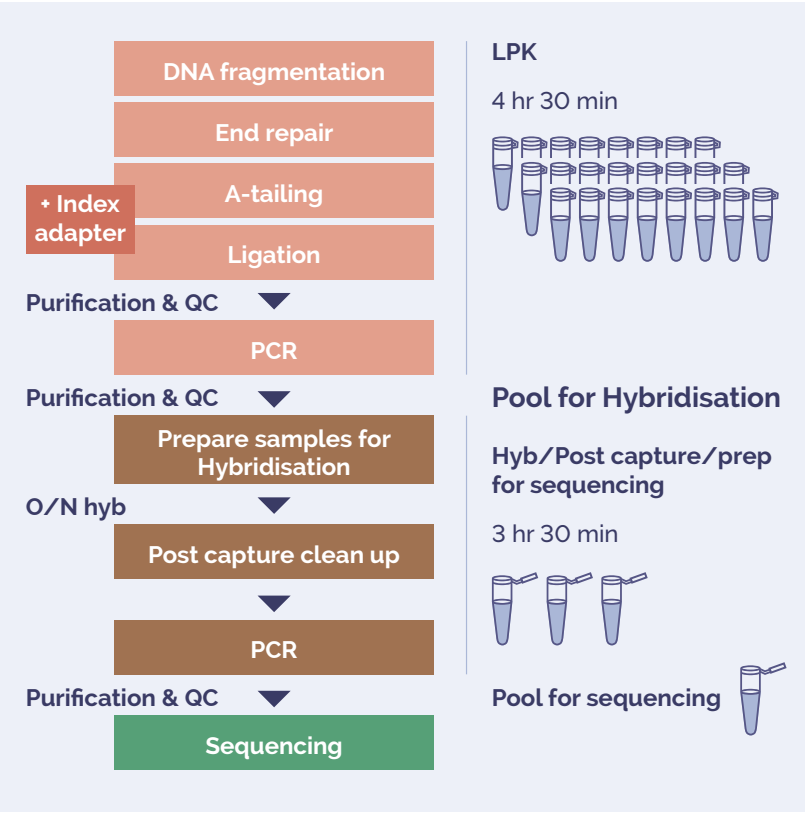 DNA fragmentation
End repair
A-tailing
+ Index
adapter
Ligation
Purification & QC
PCR
Purification & QC
Prepare samples for
Hybridisation
O/N hyb
Post capture clean up
PCR
Purification & QC
Sequencing
LPK
4 hr 30 min
Pool for Hybridisation
Hyb/Post capture/prep
for sequencing
3 hr 30 min
Pool for sequencing